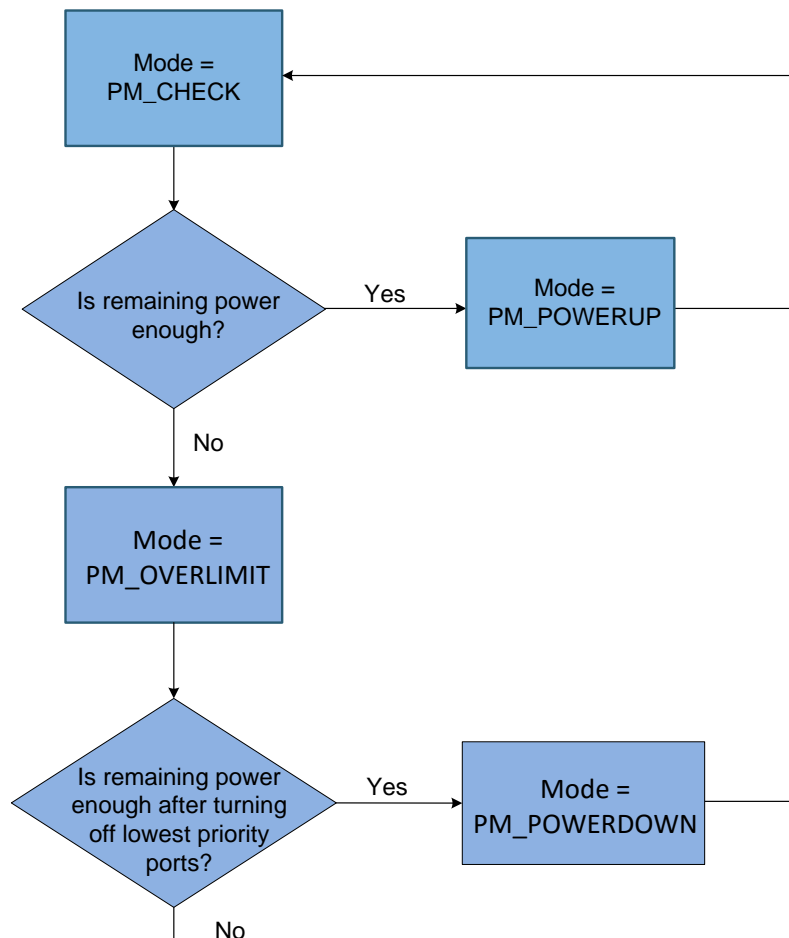 Mode =
PM_CHECK
Is remaining power
enough?
Yes
Mode =
PM_POWERUP
No
Mode =
PM_OVERLIMIT
Is remaining power
enough after turning
off lowest priority
ports?
Yes
Mode =
PM_POWERDOWN
No